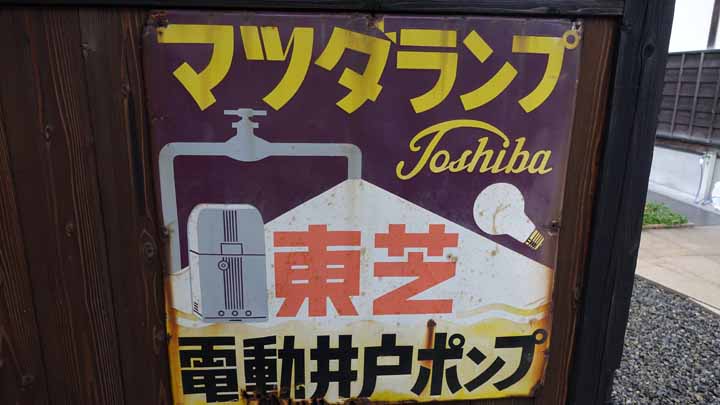 マツダランプ
Toshiba
東芝
電動井戸ポンプ